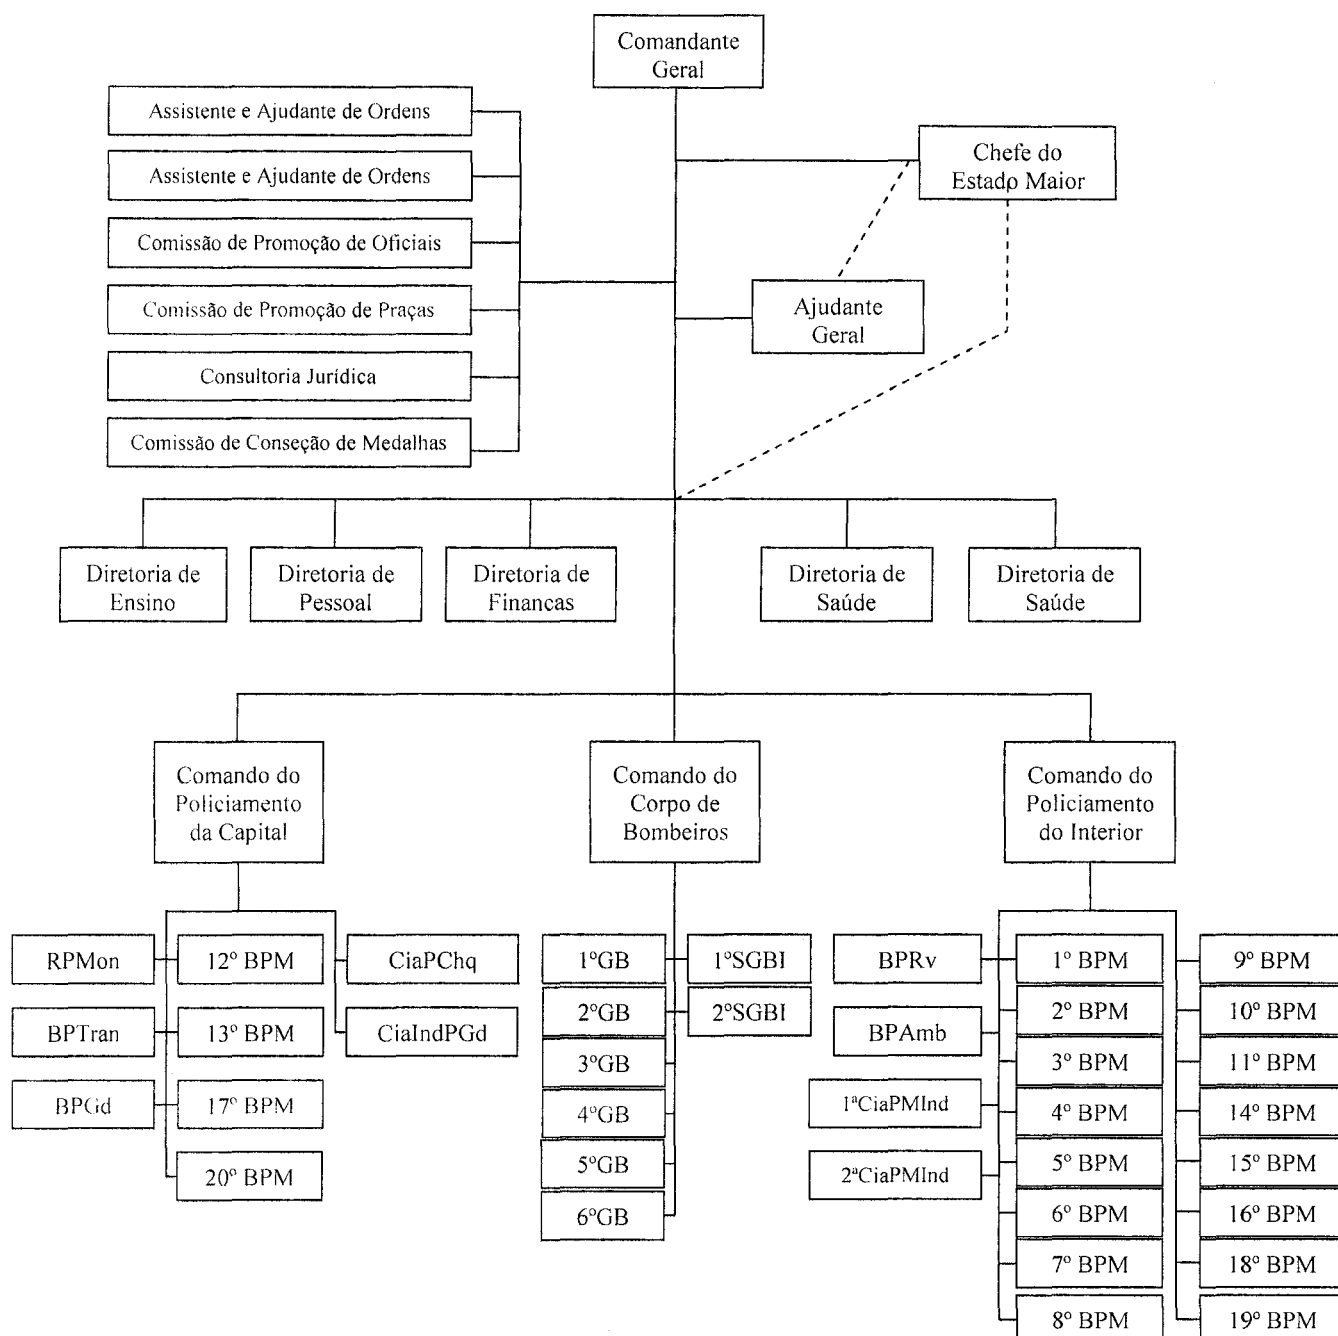 Comandante
Geral
Assistente e Ajudante de Ordens
Assistente e Ajudante de Ordens
Comissão de Promoção de Oficiais
Comissão de Promoção de Praças
Consultoria Jurídica
Comissão de Conseção de Medalhas
Chefe do
Estado Maior
Ajudante
Geral
Diretoria de
Ensino
Diretoria de
Pessoal
Diretoria de
Financas
Diretoria de
Saúde
Diretoria de
Saúde
Comando do
Policiamento
da Capital
Comando do
Corpo de
Bombeiros
Comando do
Policiamento
do Interior
RPMon
BPTran
BPGd
12º BPM
13º BPM
17º BPM
20º BPM
CiaPChq
CiaIndPGd
1ºGB
2ºGB
3ºGB
4ºGB
5ºGB
6ºGB
1ºSGBI
2ºSGBI
BPRv
BPAmb
1ªCiaPMInd
2ªCiaPMInd
1º BPM
2º BPM
3º BPM
4º BPM
5º BPM
6º BPM
7º BPM
8º BPM
9º BPM
10º BPM
11º BPM
14º BPM
15º BPM
16º BPM
18º BPM
19º BPM